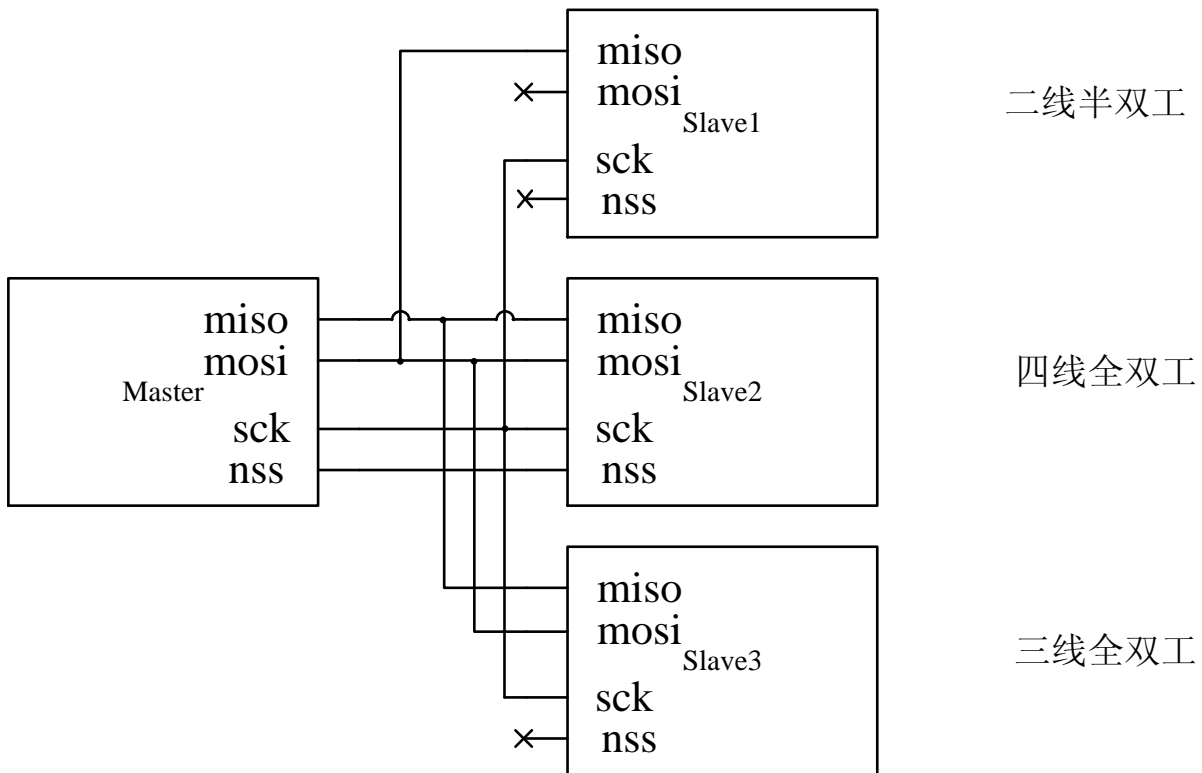 miso
mosi
Slave1
sck
nss
二线半双工
miso
mosi
Master
sck
nss
miso
mosi
Slave2
sck
nss
四线全双工
miso
mosi
Slave3
sck
nss
三线全双工